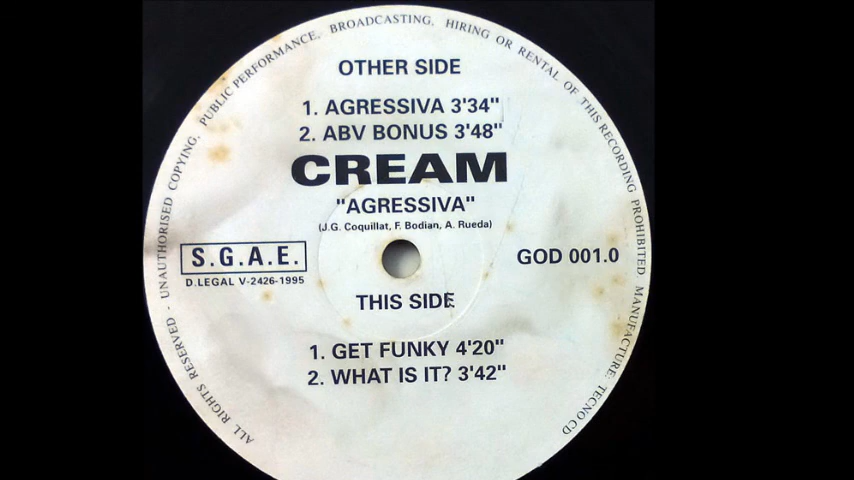 ALL RIGHTS RESERVED - UNAUTHORISED COPYING, PUBLIC PERFORMANCE, BROADCASTING, HIRING OR RENTAL OF THIS RECORDING PROHIBITED. MANUFACTURE: TECNO CD
OTHER SIDE
1. AGRESSIVA 3'34"
2. ABV BONUS 3'48"
CREAM
"AGRESSIVA"
(J.G. Coquillat, F. Bodian, A. Rueda)
S.G.A.E.
D.LEGAL V-2426-1995
GOD 001.0
THIS SIDE
1. GET FUNKY 4'20"
2. WHAT IS IT? 3'42"